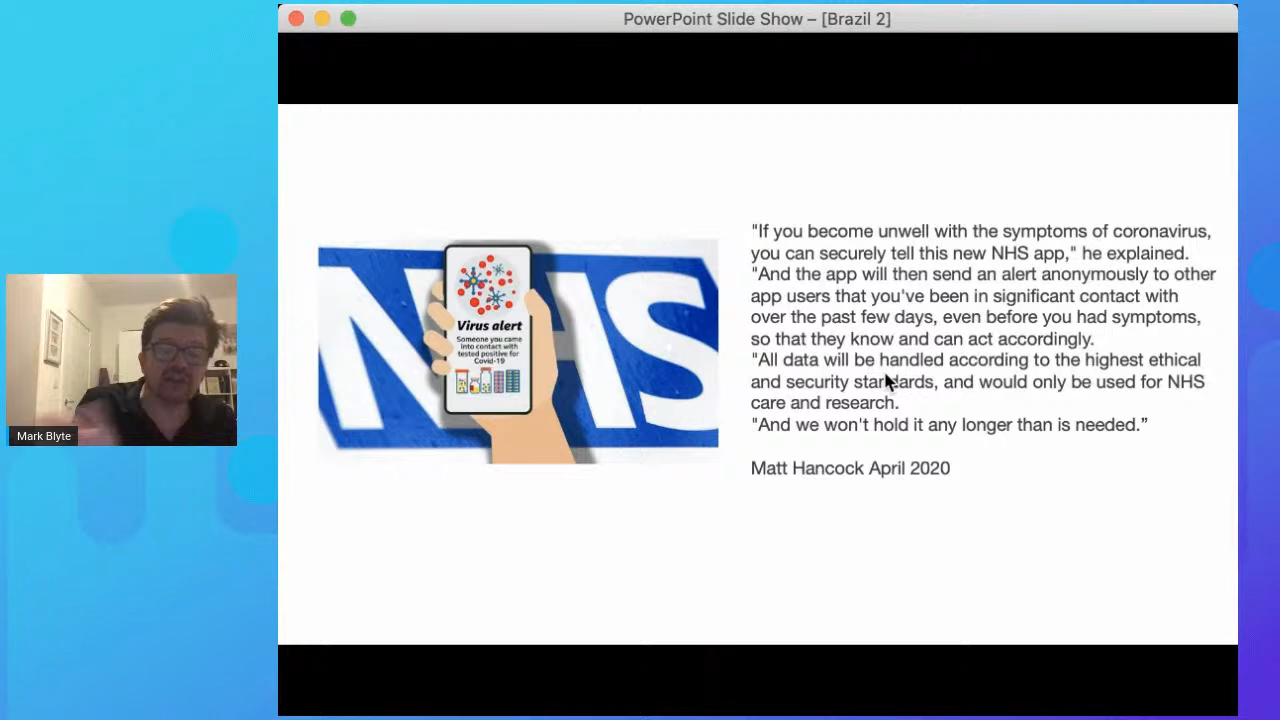 PowerPoint Slide Show – [Brazil 2]
NHS
Virus alert
Someone you came
into contact with
tested positive for
Covid-19
"If you become unwell with the symptoms of coronavirus,
you can securely tell this new NHS app," he explained.
"And the app will then send an alert anonymously to other
app users that you've been in significant contact with
over the past few days, even before you had symptoms,
so that they know and can act accordingly.
"All data will be handled according to the highest ethical
and security standards, and would only be used for NHS
care and research.
"And we won't hold it any longer than is needed.”
Matt Hancock April 2020
Mark Blyte